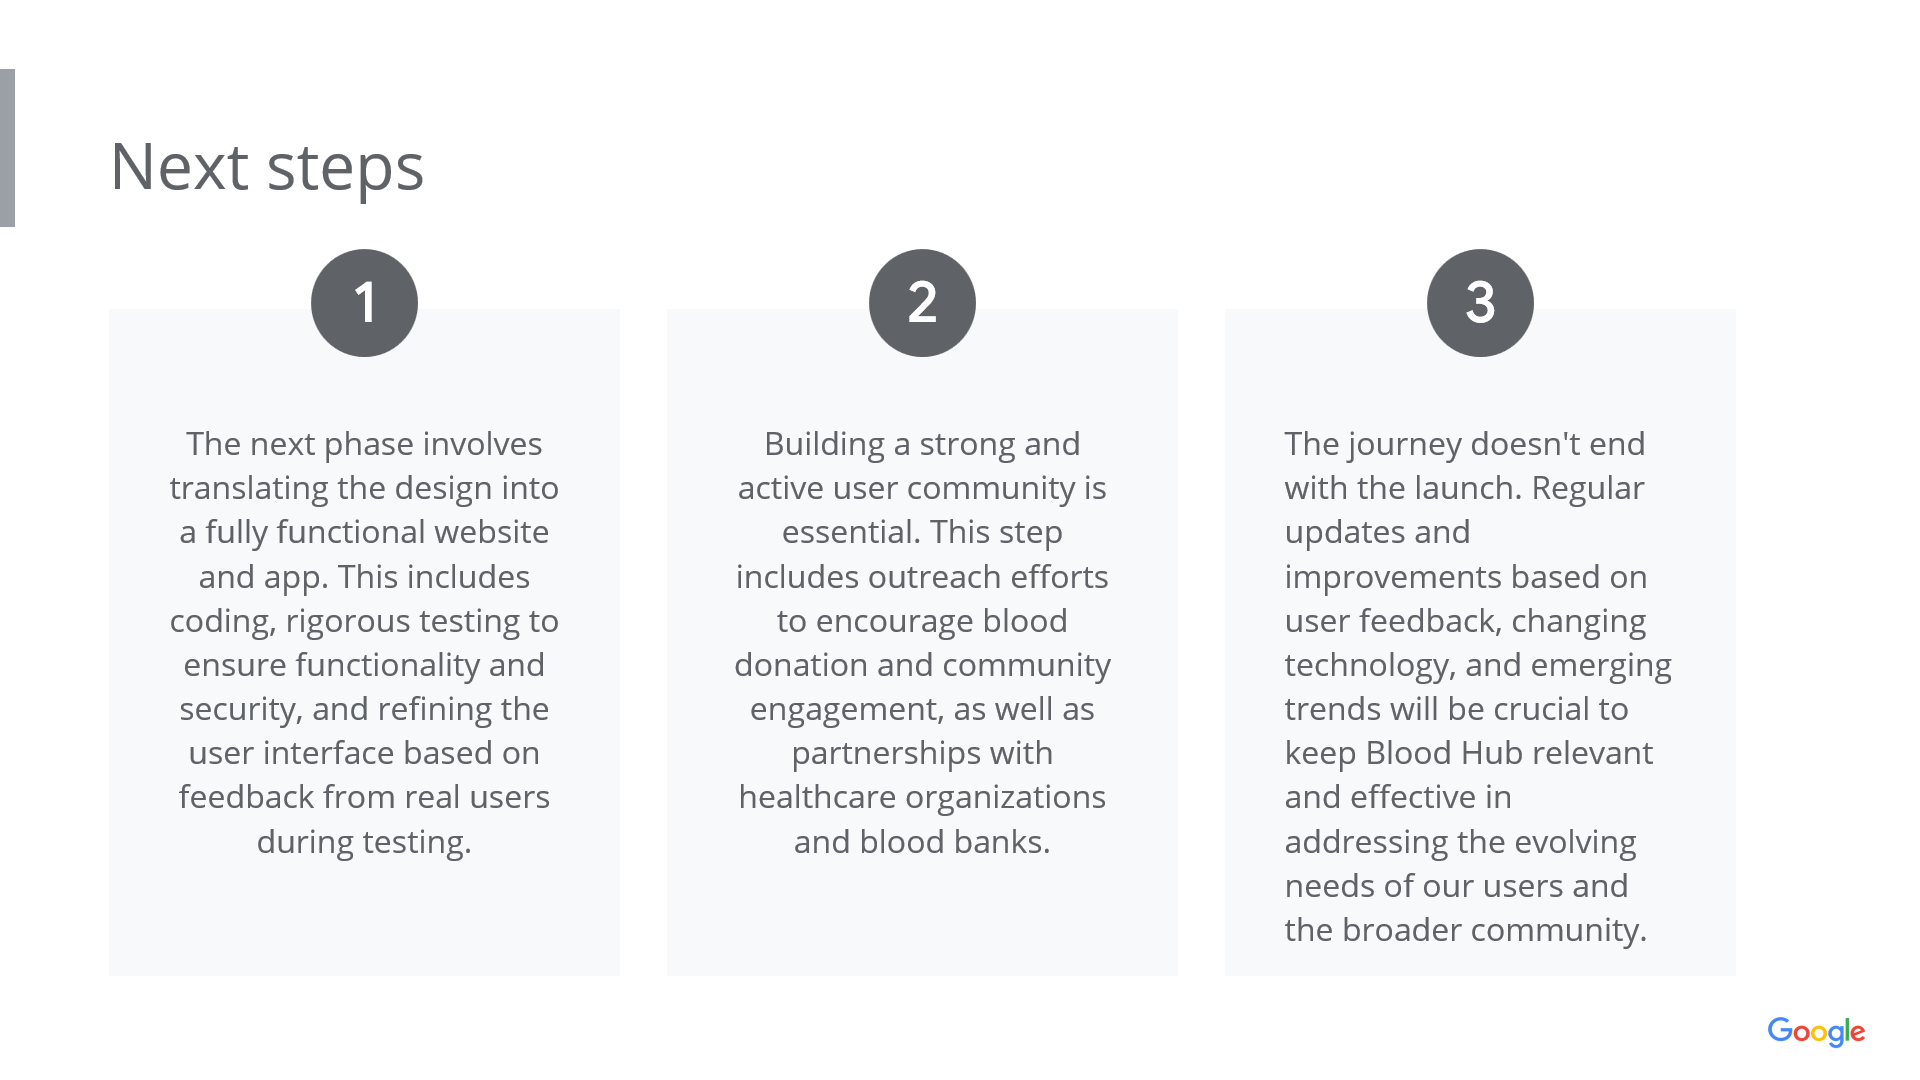 Next steps
1
The next phase involves
translating the design into
a fully functional website
and app. This includes
coding, rigorous testing to
ensure functionality and
security, and refining the
user interface based on
feedback from real users
during testing.
2
Building a strong and
active user community is
essential. This step
includes outreach efforts
to encourage blood
donation and community
engagement, as well as
partnerships with
healthcare organizations
and blood banks.
3
The journey doesn't end
with the launch. Regular
updates and
improvements based on
user feedback, changing
technology, and emerging
trends will be crucial to
keep Blood Hub relevant
and effective in
addressing the evolving
needs of our users and
the broader community.
Google